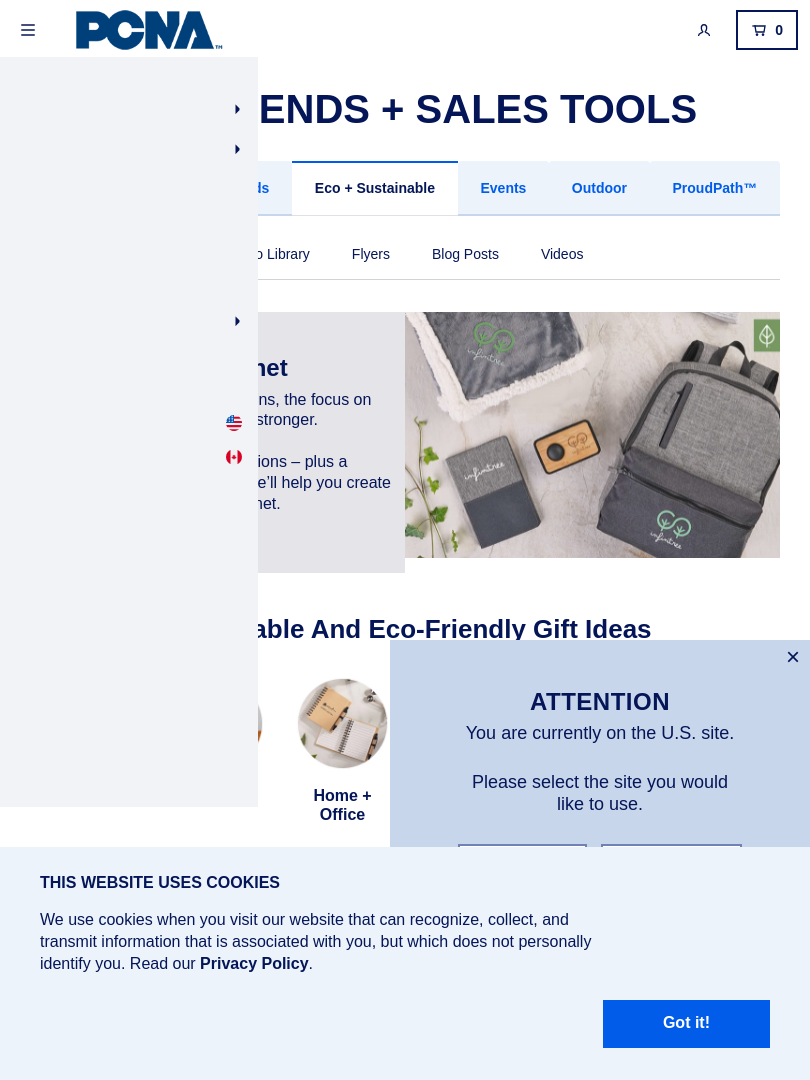 PCNA™
0
ENDS + SALES TOOLS
ds
Eco + Sustainable
Events
Outdoor
ProudPath™
o Library
Flyers
Blog Posts
Videos
net
ns, the focus on
stronger.
ions – plus a
e’ll help you create
net.
infinitree
infinitree
infinitree
able And Eco-Friendly Gift Ideas
Home +
Office
×
ATTENTION
You are currently on the U.S. site.
Please select the site you would
like to use.
THIS WEBSITE USES COOKIES
We use cookies when you visit our website that can recognize, collect, and
transmit information that is associated with you, but which does not personally
identify you. Read our Privacy Policy.
Got it!